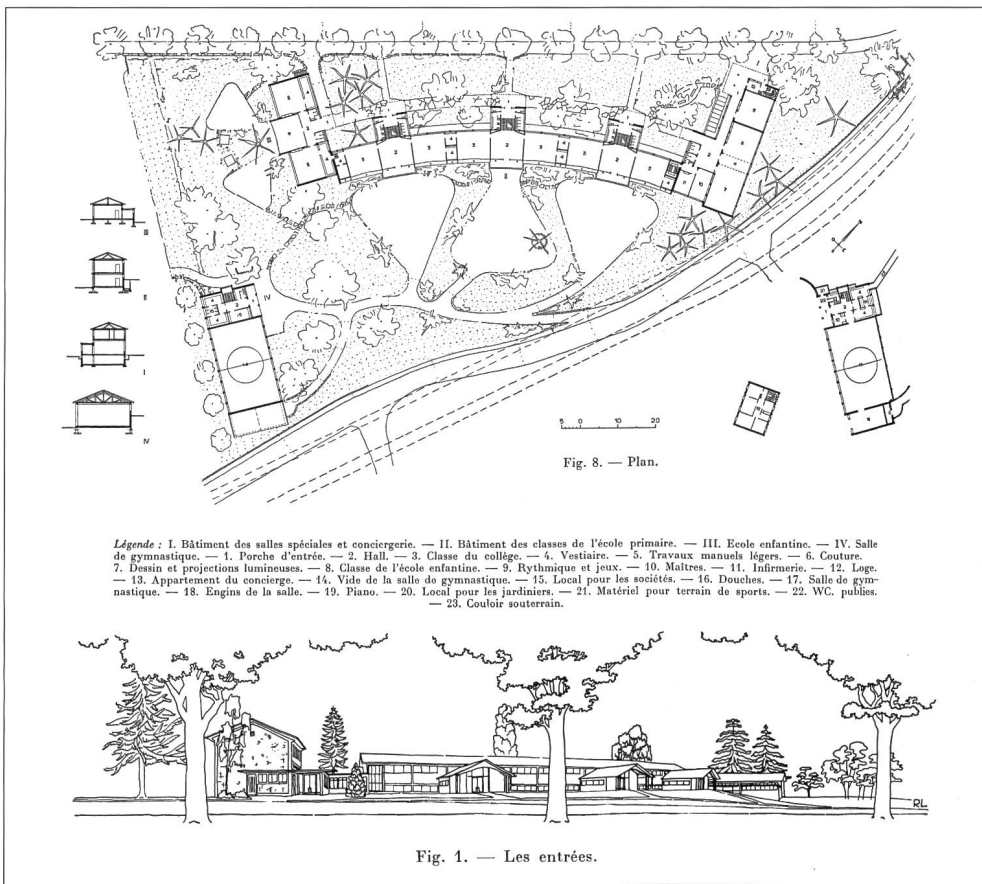 III
II
I
IV
IV
5 0 10 20
Fig. 8. — Plan.
Légende : I. Bâtiment des salles spéciales et conciergerie. — II. Bâtiment des classes de l'école primaire. — III. Ecole enfantine. — IV. Salle
de gymnastique. — 1. Porche d'entrée. — 2. Hall. — 3. Classe du collège. — 4. Vestiaire. — 5. Travaux manuels légers. — 6. Couture.
7. Dessin et projections lumineuses. — 8. Classe de l'école enfantine. — 9. Rythmique et jeux. — 10. Maîtres. — 11. Infirmerie. — 12. Loge.
— 13. Appartement du concierge. — 14. Vide de la salle de gymnastique. — 15. Local pour les sociétés. — 16. Douches. — 17. Salle de gym-
nastique. — 18. Engins de la salle. — 19. Piano. — 20. Local pour les jardiniers. — 21. Matériel pour terrain de sports. — 22. WC. publies.
— 23. Couloir souterrain.
RL
Fig. 1. — Les entrées.